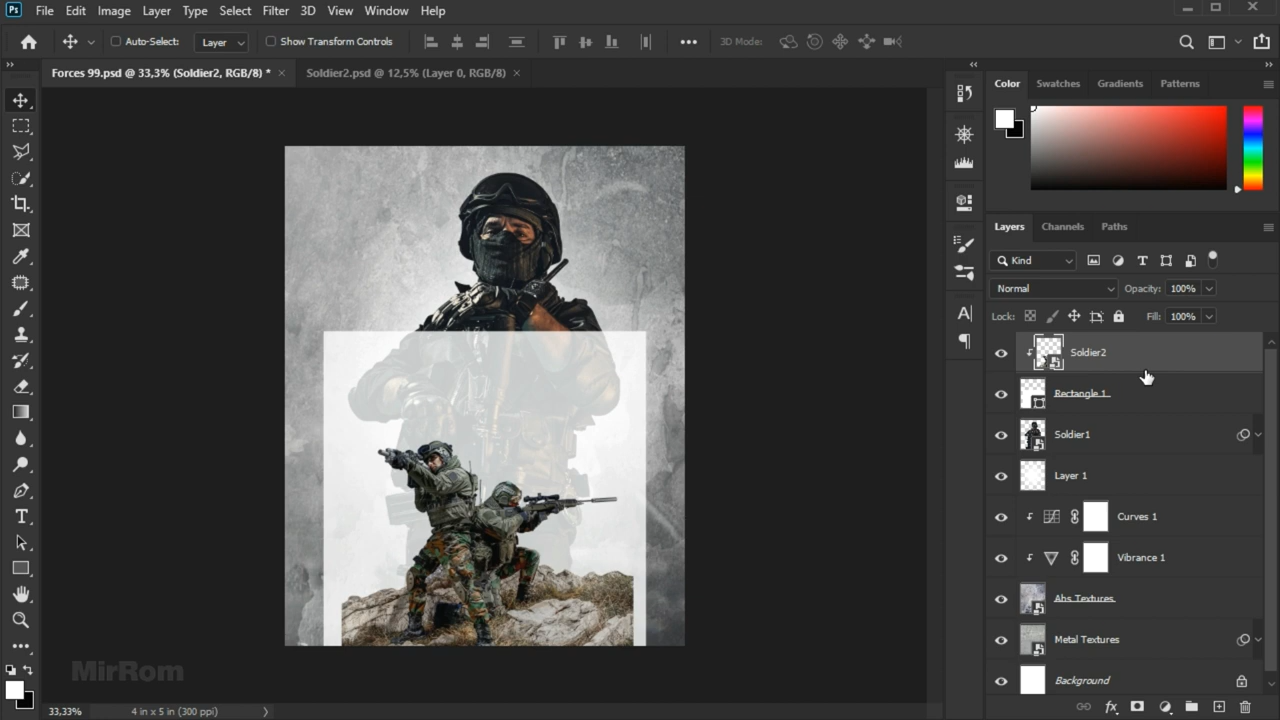 Ps File Edit Image Layer Type Select Filter 3D View Window Help
Auto-Select: Layer Show Transform Controls 3D Mode:
Forces 99.psd @ 33,3% (Soldier2, RGB/8) * Soldier2.psd @ 12,5% (Layer 0, RGB/8)
Color Swatches Gradients Patterns
Layers Channels Paths
Kind
Normal Opacity: 100%
Lock: Fill: 100%
Soldier2
Rectangle 1
Soldier1
Layer 1
Curves 1
Vibrance 1
Abs Textures
Metal Textures
Background
MirRom
33,33% 4 in x 5 in (300 ppi)